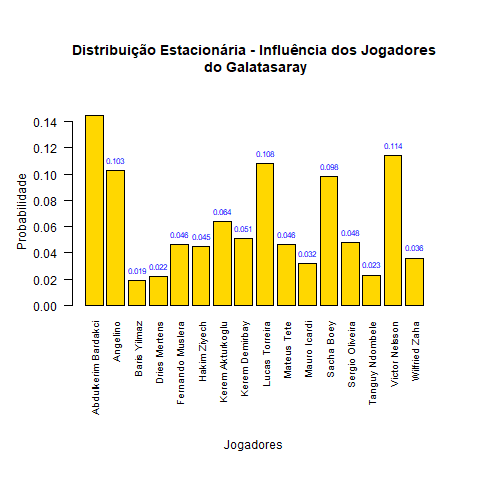 Distribuição Estacionária - Influência dos Jogadores
do Galatasaray
Probabilidade
0.14
0.12
0.10
0.08
0.06
0.04
0.02
0.00
0.103
0.019
0.022
0.046
0.045
0.064
0.051
0.108
0.046
0.032
0.098
0.048
0.023
0.114
0.036
Abdulkerim Bardakci
Angelino
Baris Yilmaz
Dries Mertens
Fernando Muslera
Hakim Ziyech
Kerem Akturkoglu
Kerem Demirbay
Lucas Torreira
Mateus Tete
Mauro Icardi
Sacha Boey
Sergio Oliveira
Tanguy Ndombele
Victor Nelsson
Wilfried Zaha
Jogadores